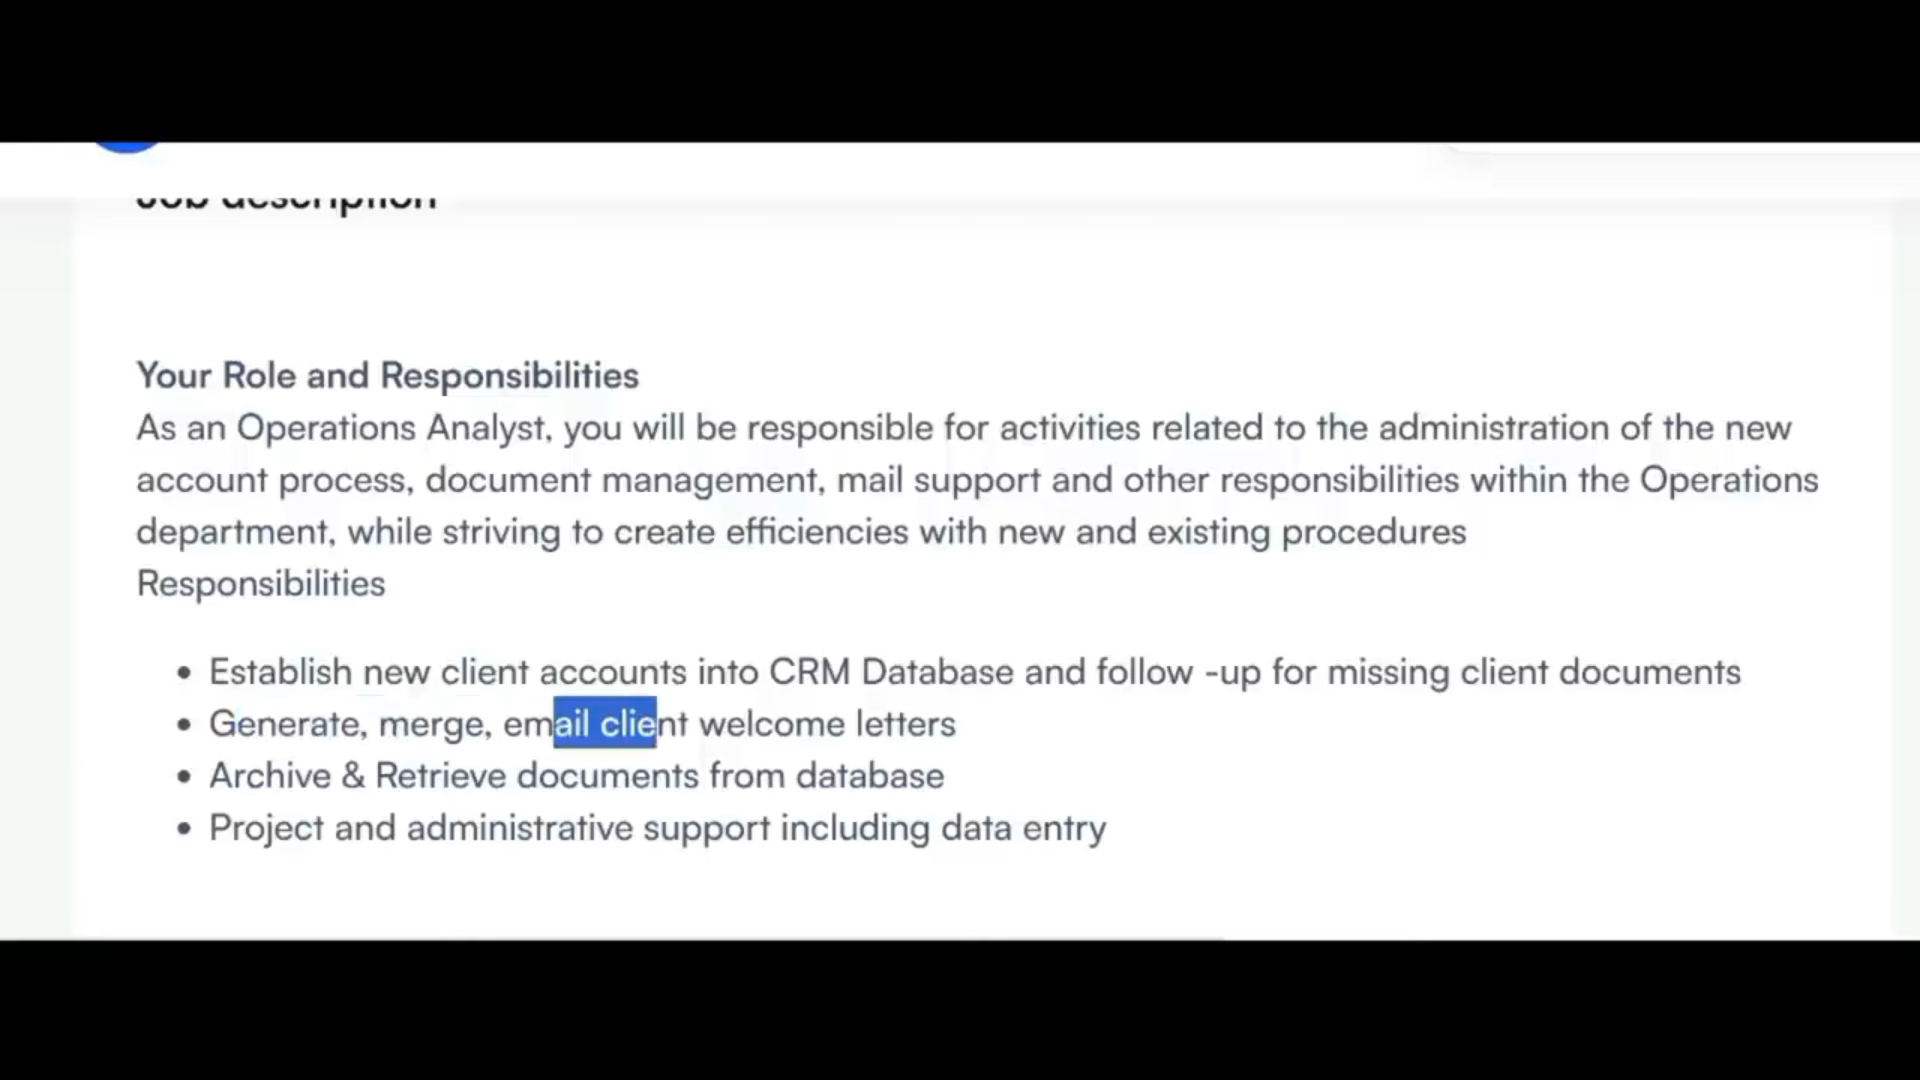 Job description
Your Role and Responsibilities
As an Operations Analyst, you will be responsible for activities related to the administration of the new
account process, document management, mail support and other responsibilities within the Operations
department, while striving to create efficiencies with new and existing procedures
Responsibilities
• Establish new client accounts into CRM Database and follow -up for missing client documents
• Generate, merge, email client welcome letters
• Archive & Retrieve documents from database
• Project and administrative support including data entry